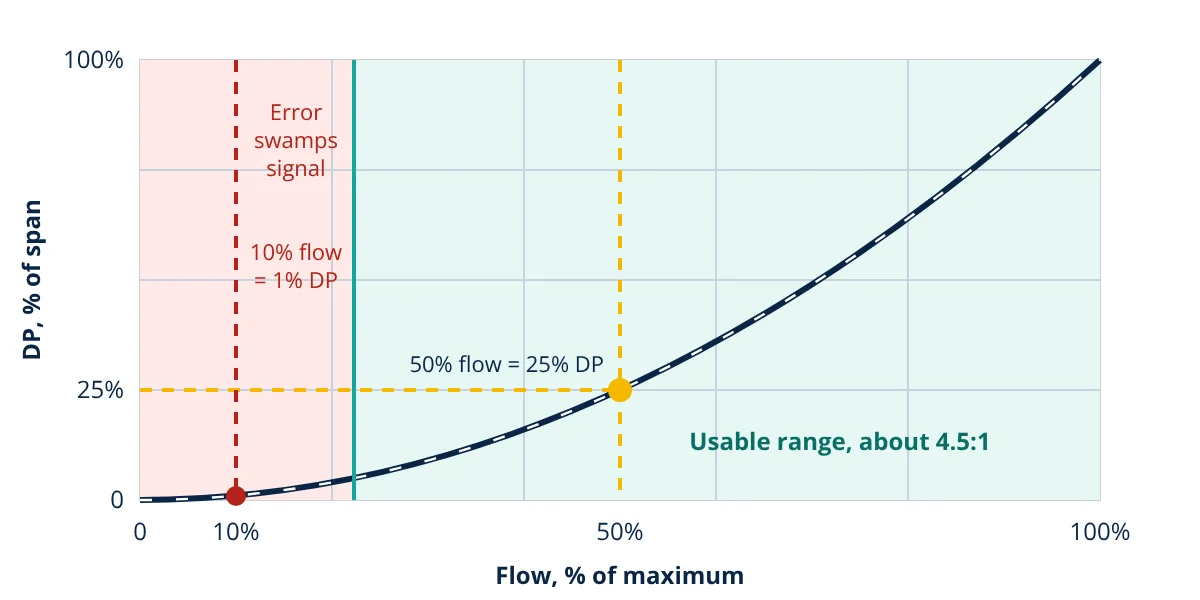 100%
Error
swamps
signal
10% flow
= 1% DP
DP, % of span
50% flow = 25% DP
25%
Usable range, about 4.5:1
0
0
10%
50%
100%
Flow, % of maximum